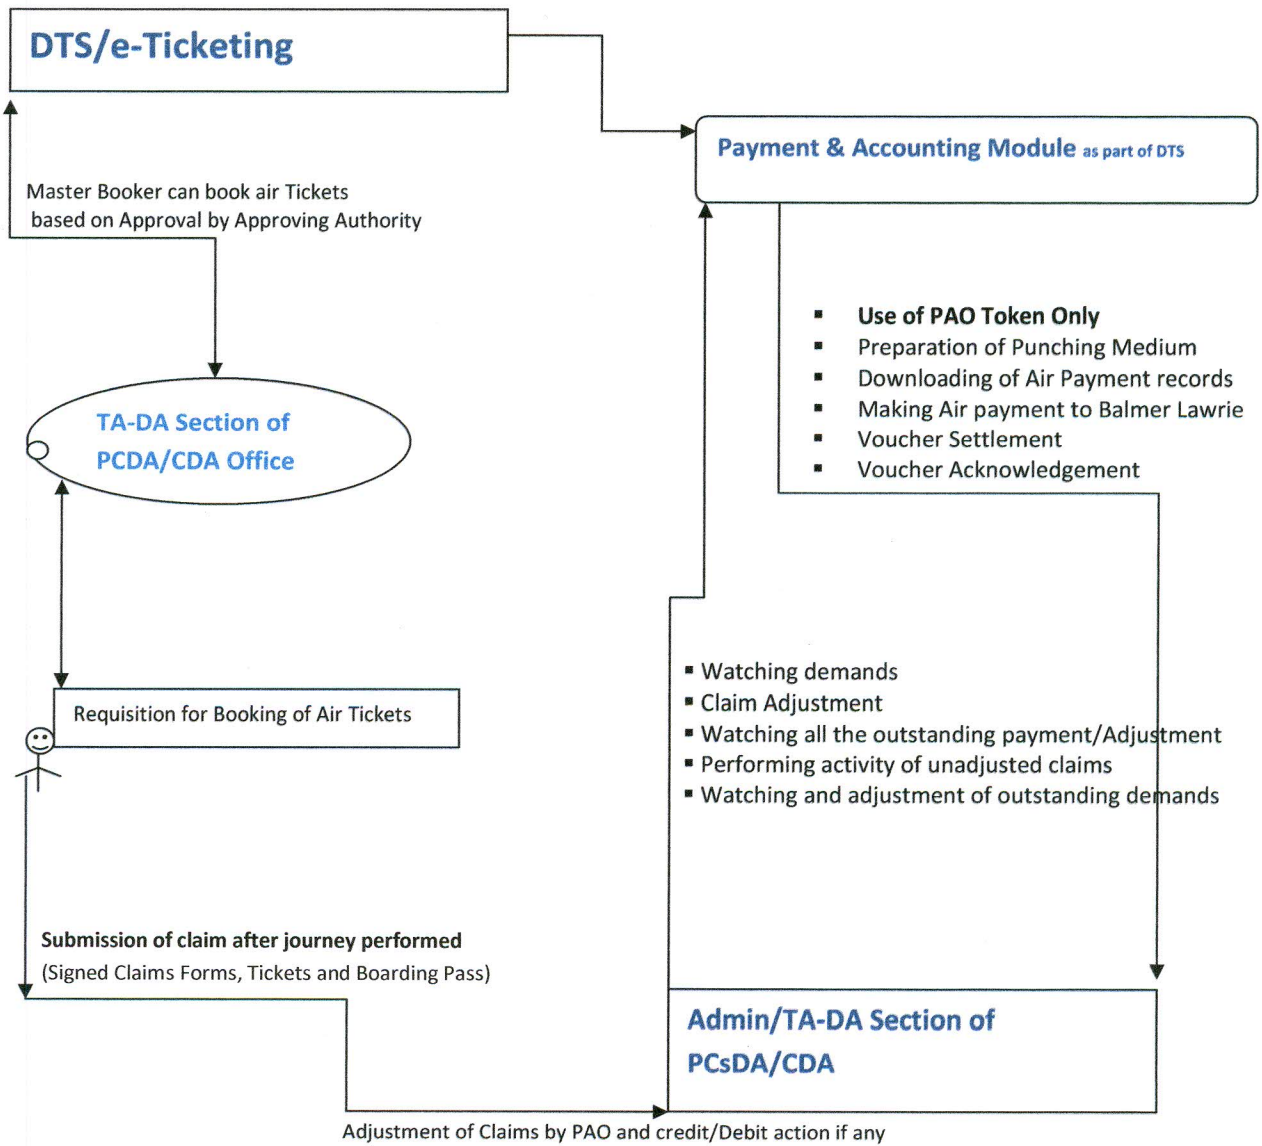 DTS/e-Ticketing
Payment & Accounting Module as part of DTS
Master Booker can book air Tickets
based on Approval by Approving Authority
▪ Use of PAO Token Only
▪ Preparation of Punching Medium
▪ Downloading of Air Payment records
▪ Making Air payment to Balmer Lawrie
▪ Voucher Settlement
▪ Voucher Acknowledgement
TA-DA Section of
PCDA/CDA Office
▪ Watching demands
▪ Claim Adjustment
▪ Watching all the outstanding payment/Adjustment
▪ Performing activity of unadjusted claims
▪ Watching and adjustment of outstanding demands
Requisition for Booking of Air Tickets
Submission of claim after journey performed
(Signed Claims Forms, Tickets and Boarding Pass)
Admin/TA-DA Section of
PCsDA/CDA
Adjustment of Claims by PAO and credit/Debit action if any